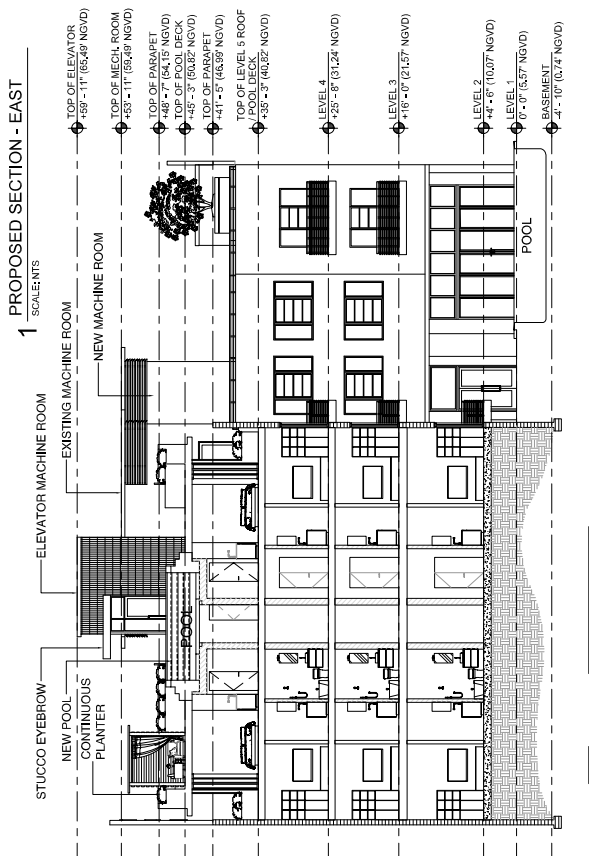 1 PROPOSED SECTION - EAST
SCALE: NTS
TOP OF ELEVATOR
+59' - 11" (65.49' NGVD)
TOP OF MECH. ROOM
+53' - 11" (59.49' NGVD)
TOP OF PARAPET
+48' - 7" (54.15' NGVD)
TOP OF POOL DECK
+45' - 3" (50.82' NGVD)
TOP OF PARAPET
+41' - 5" (46.99' NGVD)
TOP OF LEVEL 5 ROOF
/ POOL DECK
+35' - 3" (40.82' NGVD)
LEVEL 4
+25' - 8" (31.24' NGVD)
LEVEL 3
+16' - 0" (21.57' NGVD)
LEVEL 2
+4' - 6" (10.07' NGVD)
LEVEL 1
0' - 0" (5.57' NGVD)
BASEMENT
-4' - 10" (0.74' NGVD)
STUCCO EYEBROW
NEW POOL
CONTINUOUS
PLANTER
ELEVATOR MACHINE ROOM
EXISTING MACHINE ROOM
NEW MACHINE ROOM
POOL
POOL